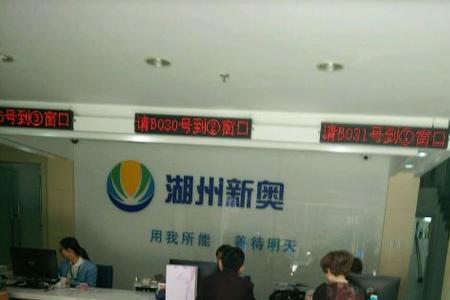 5号到③窗口
请B030号到②窗口
请B031号到①窗口
湖州新奥
用我所能 善待明天